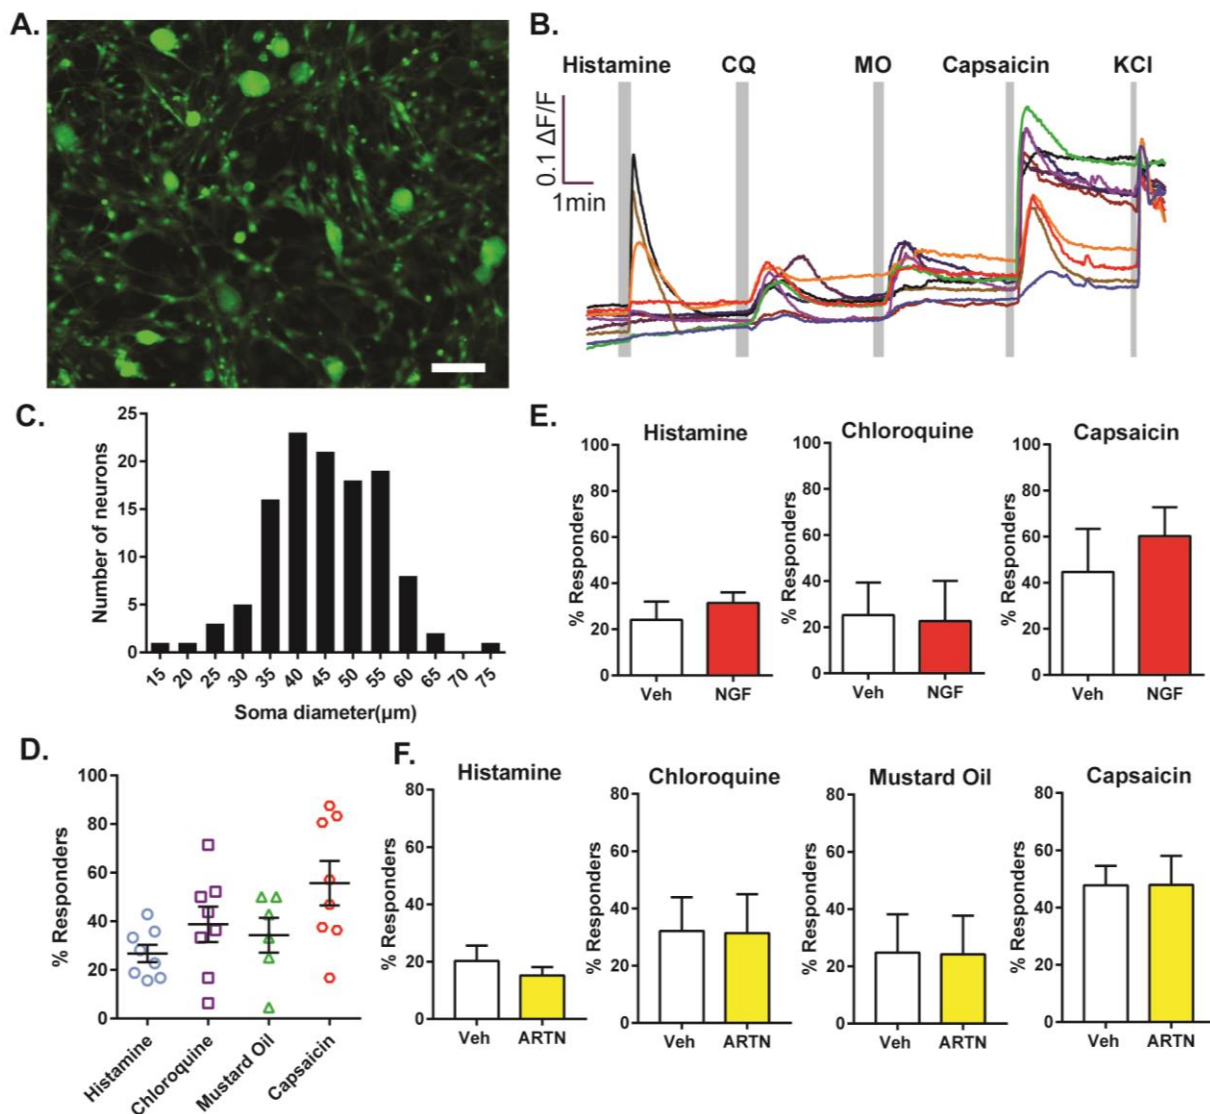 A.
B.
Histamine CQ MO Capsaicin KCl
0.1 ΔF/F
1min
C.
25
20
15
10
5
0
Number of neurons
15 20 25 30 35 40 45 50 55 60 65 70 75
Soma diameter(µm)
E.
Histamine
100
80
60
40
20
0
% Responders
Veh NGF
Chloroquine
100
80
60
40
20
0
% Responders
Veh NGF
Capsaicin
100
80
60
40
20
0
% Responders
Veh NGF
D.
100
80
60
40
20
0
% Responders
Histamine
Chloroquine
Mustard Oil
Capsaicin
F.
Histamine
80
60
40
20
0
% Responders
Veh ARTN
Chloroquine
80
60
40
20
0
% Responders
Veh ARTN
Mustard Oil
80
60
40
20
0
% Responders
Veh ARTN
Capsaicin
80
60
40
20
0
% Responders
Veh ARTN